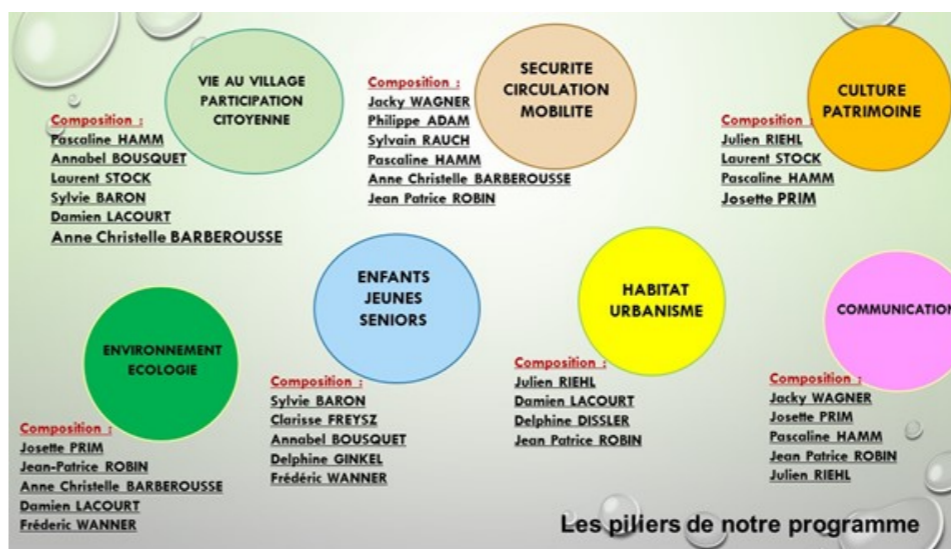 VIE AU VILLAGE
PARTICIPATION
CITOYENNE
Composition :
Pascaline HAMM
Annabel BOUSQUET
Laurent STOCK
Sylvie BARON
Damien LACOURT
Anne Christelle BARBEROUSSE
SECURITE
CIRCULATION
MOBILITE
Composition :
Jacky WAGNER
Philippe ADAM
Sylvain RAUCH
Pascaline HAMM
Anne Christelle BARBEROUSSE
Jean Patrice ROBIN
CULTURE
PATRIMOINE
Composition :
Julien RIEHL
Laurent STOCK
Pascaline HAMM
Josette PRIM
ENVIRONNEMENT
ECOLOGIE
Composition :
Josette PRIM
Jean-Patrice ROBIN
Anne Christelle BARBEROUSSE
Damien LACOURT
Fréderic WANNER
ENFANTS
JEUNES
SENIORS
Composition :
Sylvie BARON
Clarisse FREYSZ
Annabel BOUSQUET
Delphine GINKEL
Frédéric WANNER
HABITAT
URBANISME
Composition :
Julien RIEHL
Damien LACOURT
Delphine DISSLER
Jean Patrice ROBIN
COMMUNICATION
Composition :
Jacky WAGNER
Josette PRIM
Pascaline HAMM
Jean Patrice ROBIN
Julien RIEHL
Les piliers de notre programme